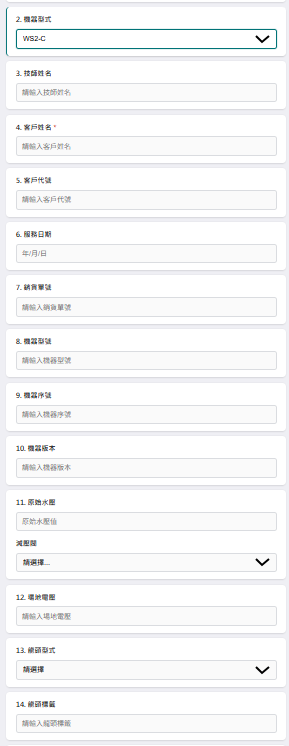 2. 機器型式
WS2-C
3. 技師姓名
請輸入技師姓名
4. 客戶姓名 *
請輸入客戶姓名
5. 客戶代號
請輸入客戶代號
6. 服務日期
年/月/日
7. 銷貨單號
請輸入銷貨單號
8. 機器型號
請輸入機器型號
9. 機器序號
請輸入機器序號
10. 機器版本
請輸入機器版本
11. 原始水壓
原始水壓值
減壓閥
請選擇...
12. 場地電壓
請輸入場地電壓
13. 龍頭型式
請選擇
14. 龍頭標籤
請輸入龍頭標籤